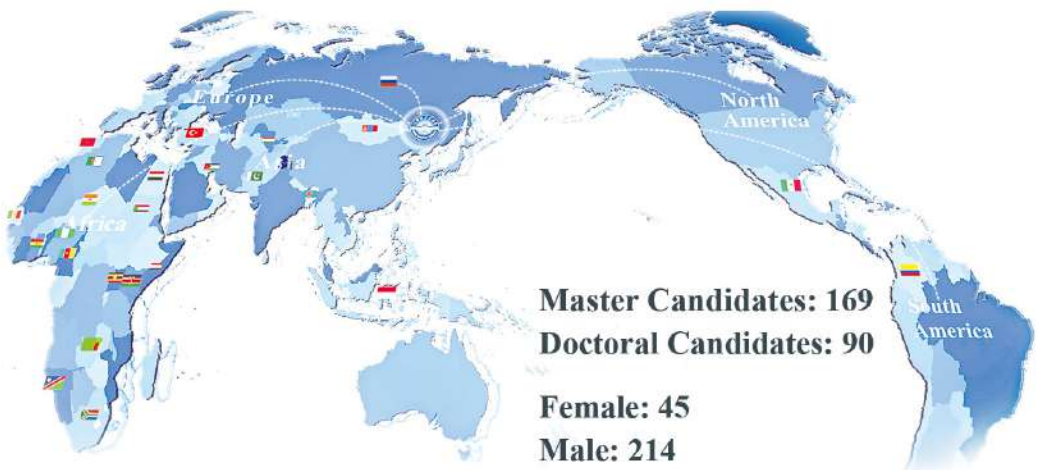 Europe
North
America
Asia
Africa
South
America
Master Candidates: 169
Doctoral Candidates: 90
Female: 45
Male: 214